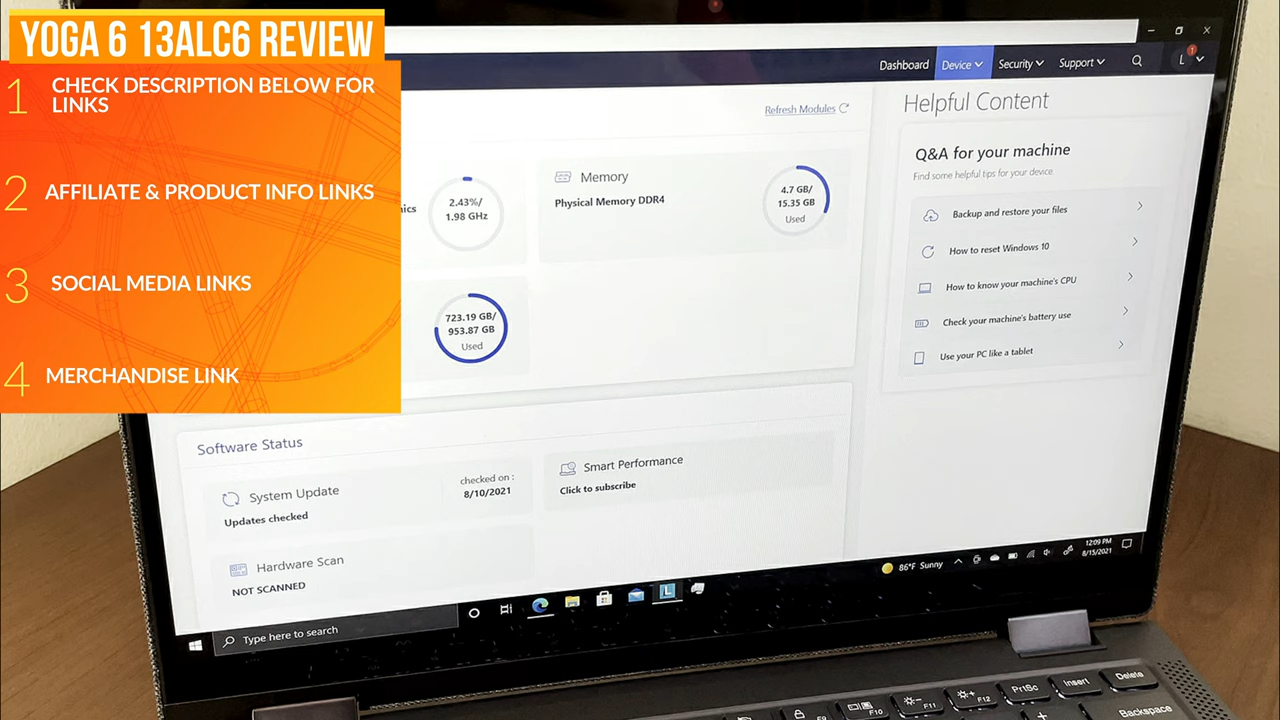 YOGA 6 13ALC6 REVIEW
1 CHECK DESCRIPTION BELOW FOR
LINKS
2 AFFILIATE & PRODUCT INFO LINKS
3 SOCIAL MEDIA LINKS
4 MERCHANDISE LINK
Dashboard Device Security Support L 1
Refresh Modules
ics
2.43%/
1.98 GHz
Memory
Physical Memory DDR4
4.7 GB/
15.35 GB
Used
723.19 GB/
953.87 GB
Used
Helpful Content
Q&A for your machine
Find some helpful tips for your device
Backup and restore your files
How to reset Windows 10
How to know your machine's CPU
Check your machine's battery use
Use your PC like a tablet
Software Status
System Update
Updates checked
checked on :
8/10/2021
Smart Performance
Click to subscribe
Hardware Scan
NOT SCANNED
Type here to search
L
86°F Sunny
12:09 PM
8/15/2021
F9 F10 F11 F12 PrtSc Insert Delete
+ Backspace